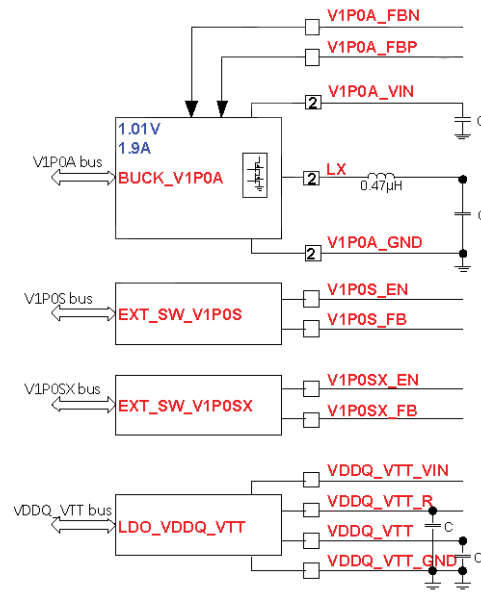 V1P0A_FBN
V1P0A_FBP
2 V1P0A_VIN
C
1.01V
1.9A
V1P0A bus
BUCK_V1P0A
2 LX
0.47µH
C
2 V1P0A_GND
V1P0S bus
EXT_SW_V1P0S
V1P0S_EN
V1P0S_FB
V1P0SX bus
EXT_SW_V1P0SX
V1P0SX_EN
V1P0SX_FB
VDDQ_VTT_VIN
VDDQ_VTT bus
LDO_VDDQ_VTT
VDDQ_VTT_R
C
VDDQ_VTT
C
VDDQ_VTT_GND